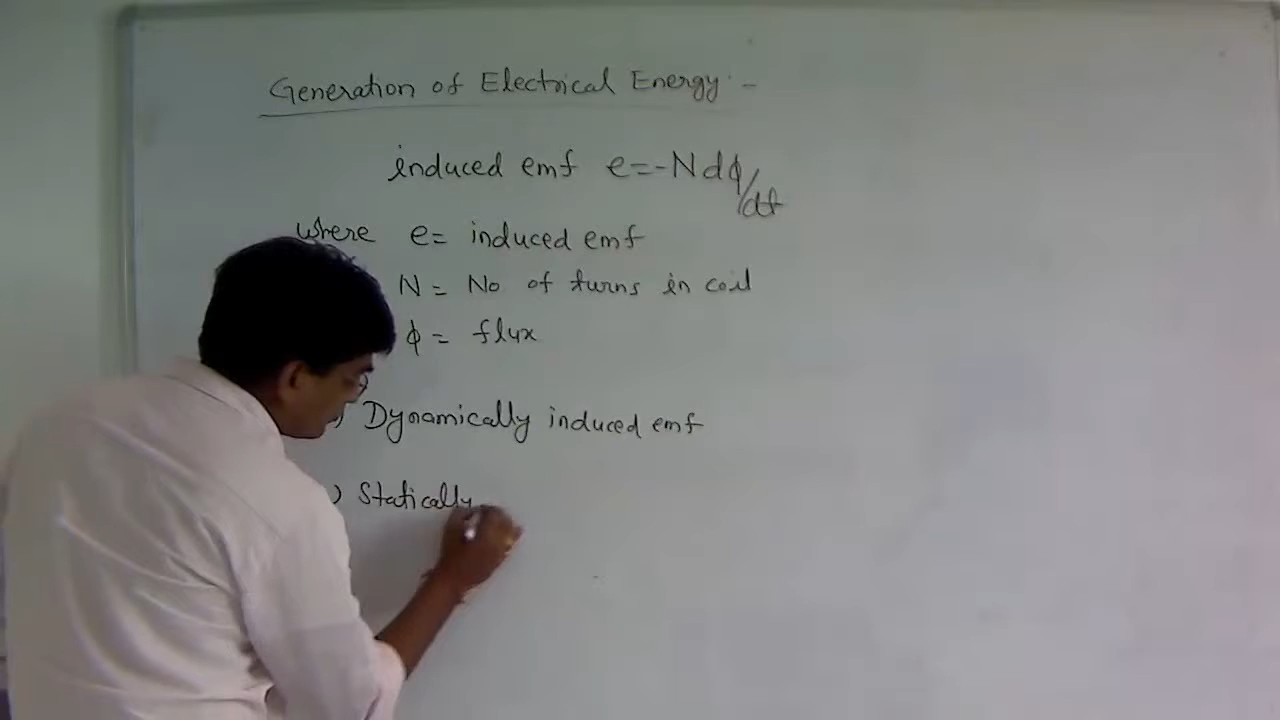 Generation of Electrical Energy :-
induced emf e=-Ndϕ/dt
where e= induced emf
N = No of turns in coil
ϕ = flux
) Dynamically induced emf
) Statically